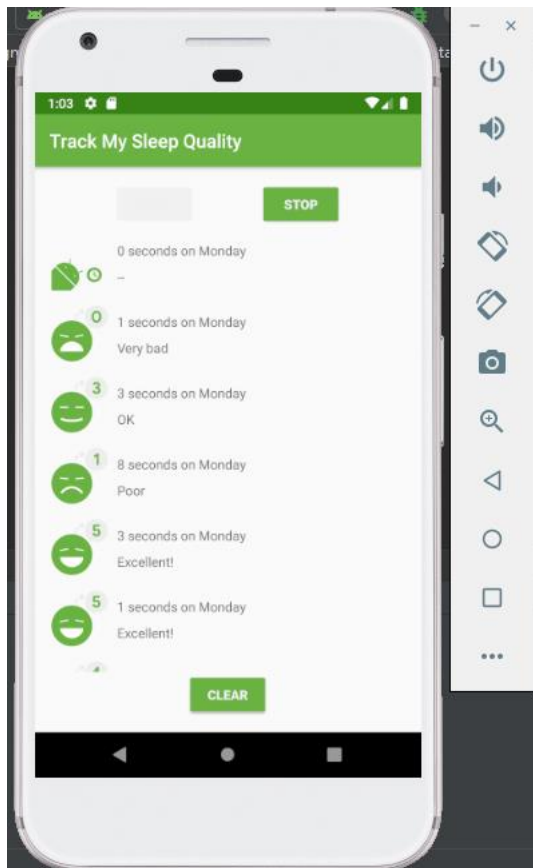 1:03
Track My Sleep Quality
STOP
0 seconds on Monday
--
0
1 seconds on Monday
Very bad
3
3 seconds on Monday
OK
1
8 seconds on Monday
Poor
5
3 seconds on Monday
Excellent!
5
1 seconds on Monday
Excellent!
CLEAR